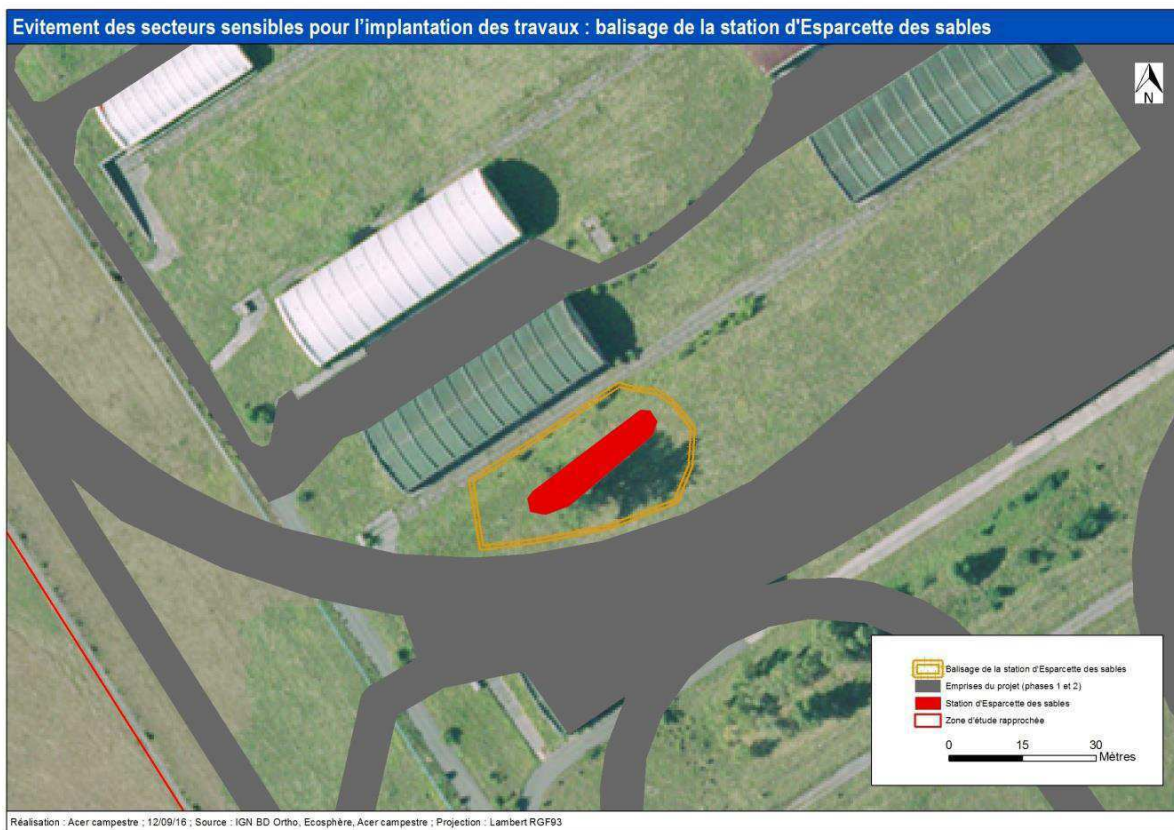 Evitement des secteurs sensibles pour l'implantation des travaux : balisage de la station d'Esparcette des sables
N
Balisage de la station d'Esparcette des sables
Emprises du projet (phases 1 et 2)
Station d'Esparcette des sables
Zone d'étude rapprochée
0 15 30
Mètres
Réalisation : Acer campestre ; 12/09/16 ; Source : IGN BD Ortho, Ecosphère, Acer campestre ; Projection : Lambert RGF93